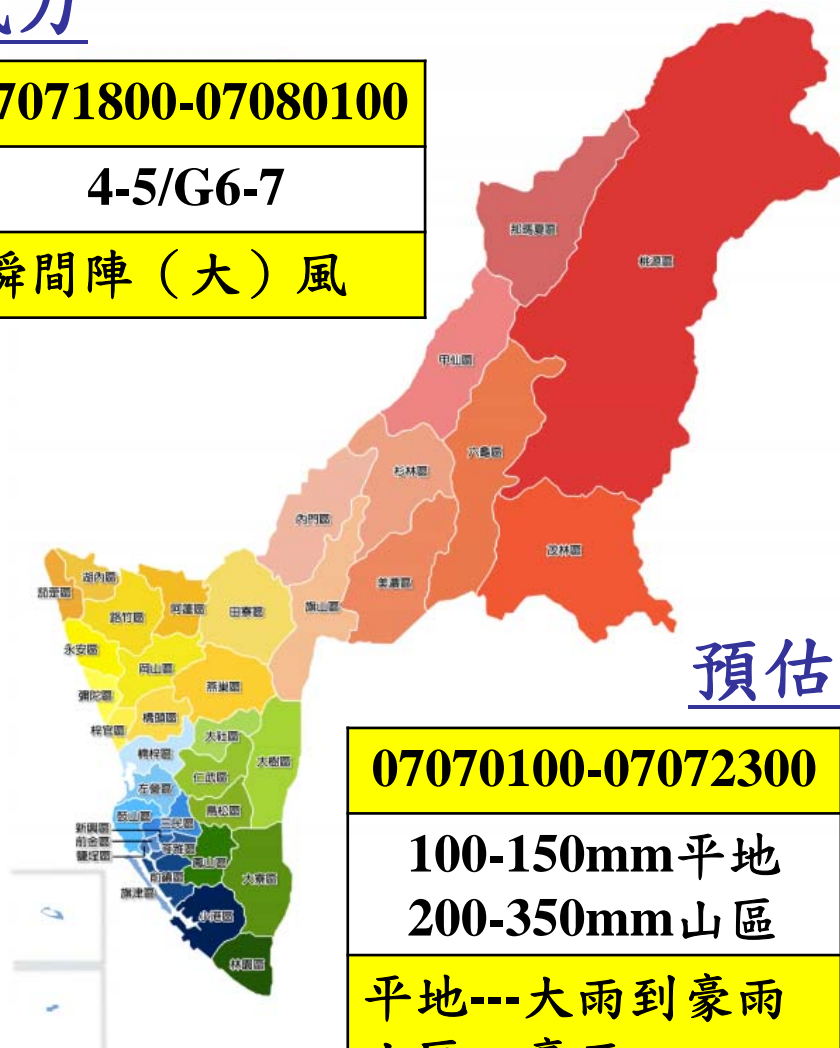 風力
7071800-07080100
4-5/G6-7
瞬間陣（大）風
那瑪夏區
桃源區
甲仙區
六龜區
杉林區
內門區
茂林區
美濃區
旗山區
湖內區
茄萣區
阿蓮區
路竹區
田寮區
永安區
岡山區
燕巢區
彌陀區
橋頭區
梓官區
大社區
楠梓區
大樹區
仁武區
左營區
鳥松區
鼓山區
三民區
新興區
前金區
苓雅區
鹽埕區
鳳山區
前鎮區
大寮區
旗津區
小港區
林園區
預估
07070100-07072300
100-150mm平地
200-350mm山區
平地---大雨到豪雨